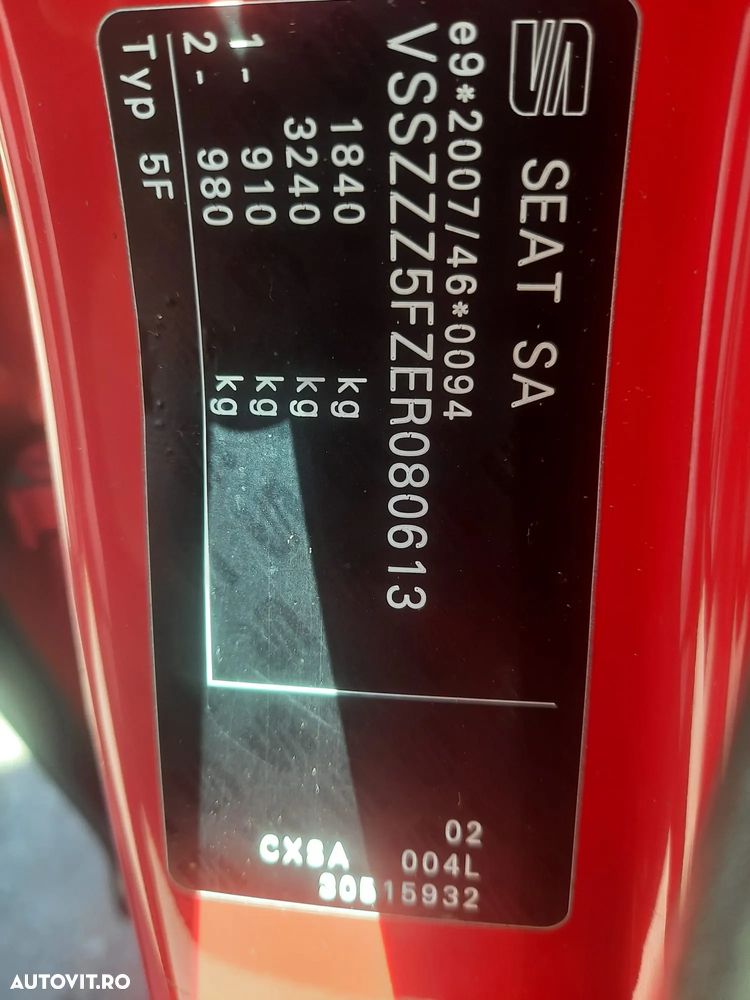 SEAT SA
e9*2007/46*0094
VSSZZZ5FZER080613
1840 kg
3240 kg
1- 910 kg
2- 980 kg
Typ 5F
02
CXSA 004L
30515932
AUTOVIT.RO